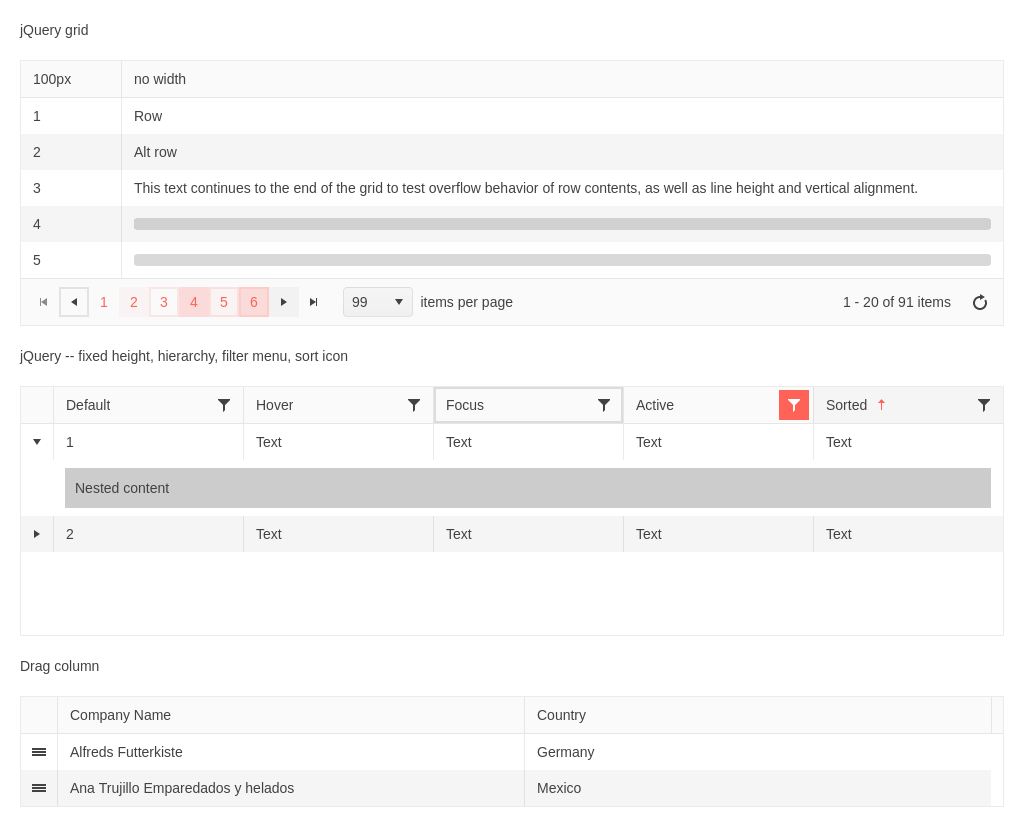 jQuery grid
100px no width
1 Row
2 Alt row
3 This text continues to the end of the grid to test overflow behavior of row contents, as well as line height and vertical alignment.
4
5
1 2 3 4 5 6 99 items per page 1 - 20 of 91 items
jQuery -- fixed height, hierarchy, filter menu, sort icon
Default Hover Focus Active Sorted
1 Text Text Text Text
Nested content
2 Text Text Text Text
Drag column
Company Name Country
Alfreds Futterkiste Germany
Ana Trujillo Emparedados y helados Mexico